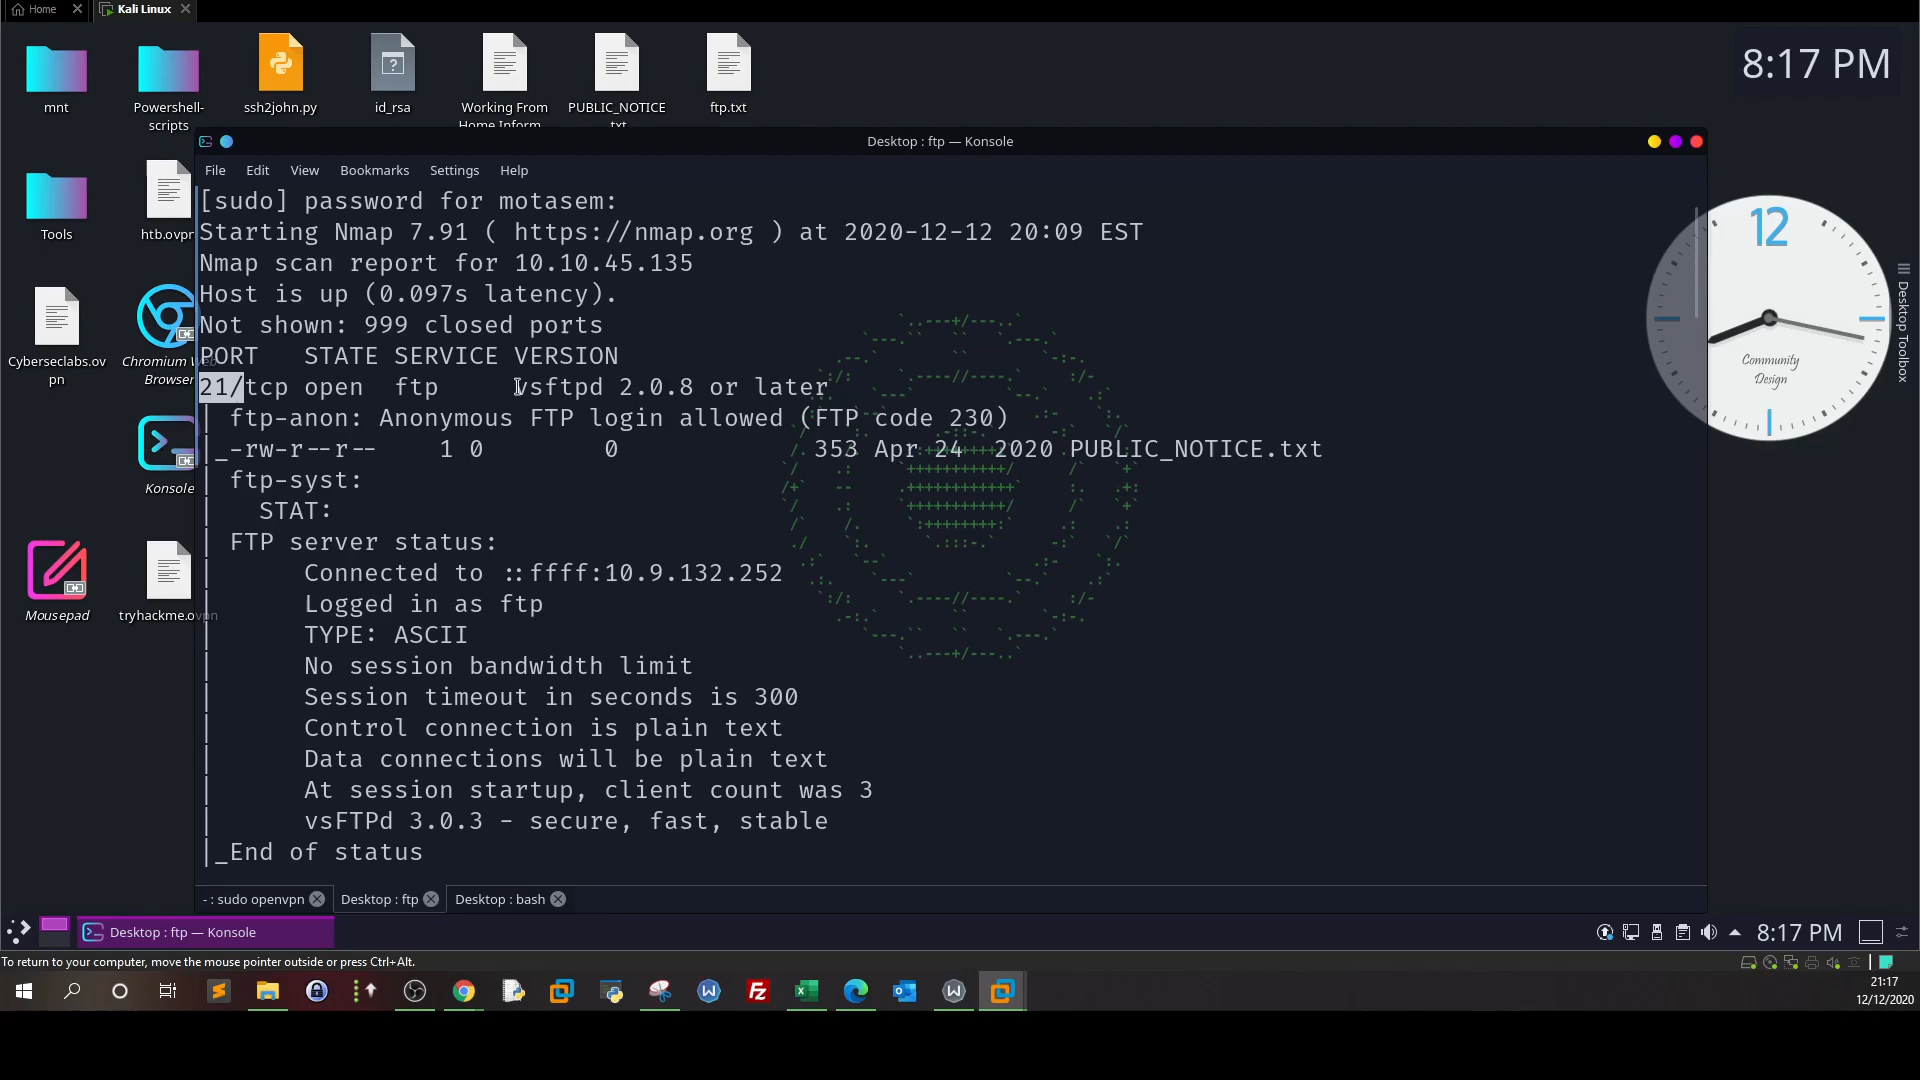 Home
Kali Linux
8:17 PM
mnt
Powershell-
scripts
ssh2john.py
id_rsa
Working From
Home Inform...
PUBLIC_NOTICE
txt
ftp.txt
Desktop : ftp — Konsole
File Edit View Bookmarks Settings Help
Tools
htb.ovpn
Cyberseclabs.ov
pn
Chromium Web
Browser
Konsole
Mousepad
tryhackme.ovpn
[sudo] password for motasem:
Starting Nmap 7.91 ( https://nmap.org ) at 2020-12-12 20:09 EST
Nmap scan report for 10.10.45.135
Host is up (0.097s latency).
Not shown: 999 closed ports
PORT   STATE SERVICE VERSION
21/tcp open  ftp     vsftpd 2.0.8 or later
| ftp-anon: Anonymous FTP login allowed (FTP code 230)
|_-rw-r--r--    1 0        0             353 Apr 24  2020 PUBLIC_NOTICE.txt
| ftp-syst:
|   STAT:
| FTP server status:
|      Connected to ::ffff:10.9.132.252
|      Logged in as ftp
|      TYPE: ASCII
|      No session bandwidth limit
|      Session timeout in seconds is 300
|      Control connection is plain text
|      Data connections will be plain text
|      At session startup, client count was 3
|      vsFTPd 3.0.3 - secure, fast, stable
|_End of status
12
Community
Design
Desktop Toolbox
~ : sudo openvpn
Desktop : ftp
Desktop : bash
Desktop : ftp — Konsole
8:17 PM
To return to your computer, move the mouse pointer outside or press Ctrl+Alt.
21:17
12/12/2020